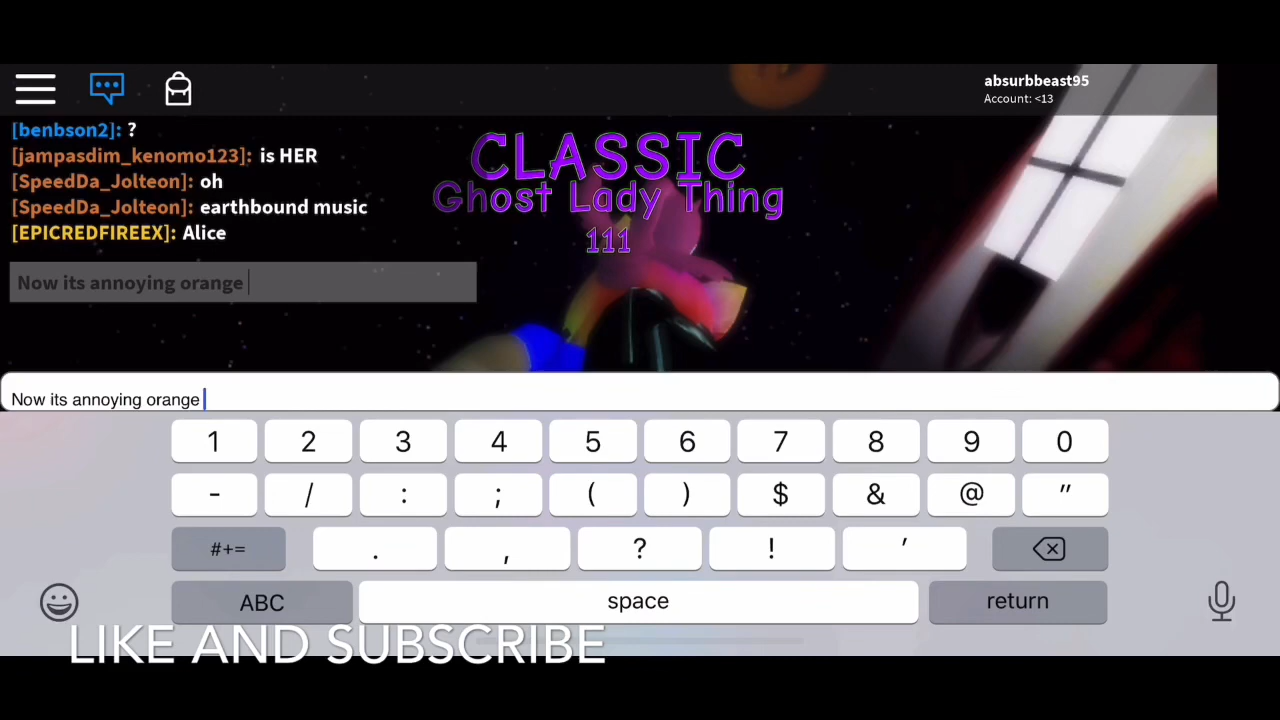 absurbbeast95
Account: <13
[benbson2]: ?
[jampasdim_kenomo123]: is HER
[SpeedDa_Jolteon]: oh
[SpeedDa_Jolteon]: earthbound music
[EPICREDFIREEX]: Alice
Now its annoying orange
CLASSIC
Ghost Lady Thing
111
Now its annoying orange
1 2 3 4 5 6 7 8 9 0
- / : ; ( ) $ & @ "
#+= . , ? ! '
ABC space return
LIKE AND SUBSCRIBE